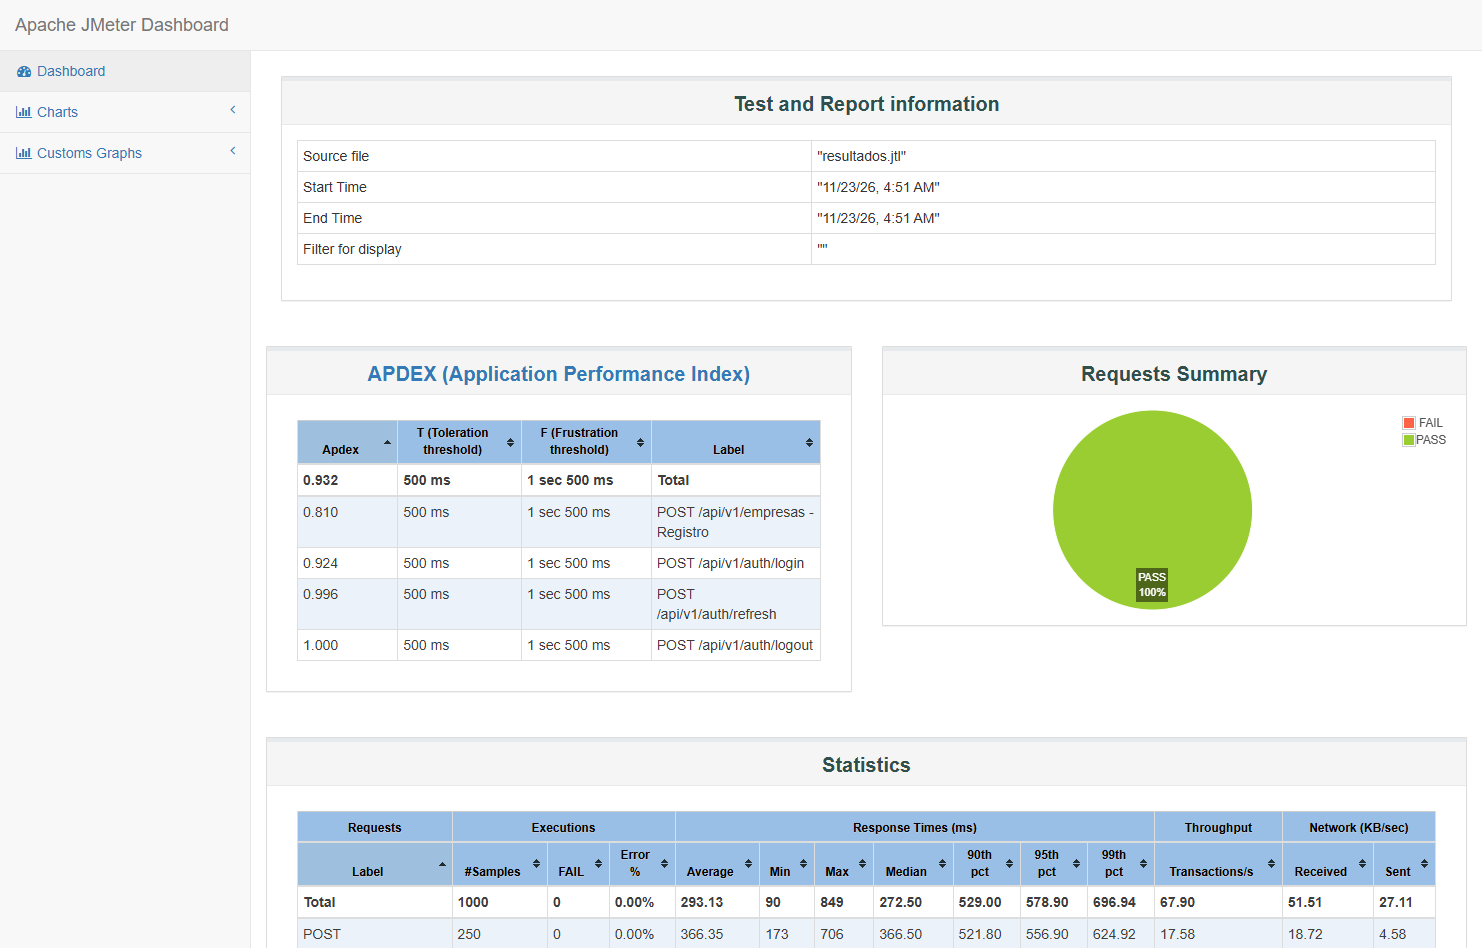 Apache JMeter Dashboard
Dashboard
Charts
Customs Graphs
Test and Report information
Source file "resultados.jtl"
Start Time "11/23/26, 4:51 AM"
End Time "11/23/26, 4:51 AM"
Filter for display ""
APDEX (Application Performance Index)
Apdex T (Toleration threshold) F (Frustration threshold) Label
0.932 500 ms 1 sec 500 ms Total
0.810 500 ms 1 sec 500 ms POST /api/v1/empresas -
Registro
0.924 500 ms 1 sec 500 ms POST /api/v1/auth/login
0.996 500 ms 1 sec 500 ms POST
/api/v1/auth/refresh
1.000 500 ms 1 sec 500 ms POST /api/v1/auth/logout
Requests Summary
FAIL
PASS
PASS
100%
Statistics
Requests Executions Response Times (ms) Throughput Network (KB/sec)
Label #Samples FAIL Error % Average Min Max Median 90th pct 95th pct 99th pct Transactions/s Received Sent
Total 1000 0 0.00% 293.13 90 849 272.50 529.00 578.90 696.94 67.90 51.51 27.11
POST 250 0 0.00% 366.35 173 706 366.50 521.80 556.90 624.92 17.58 18.72 4.58